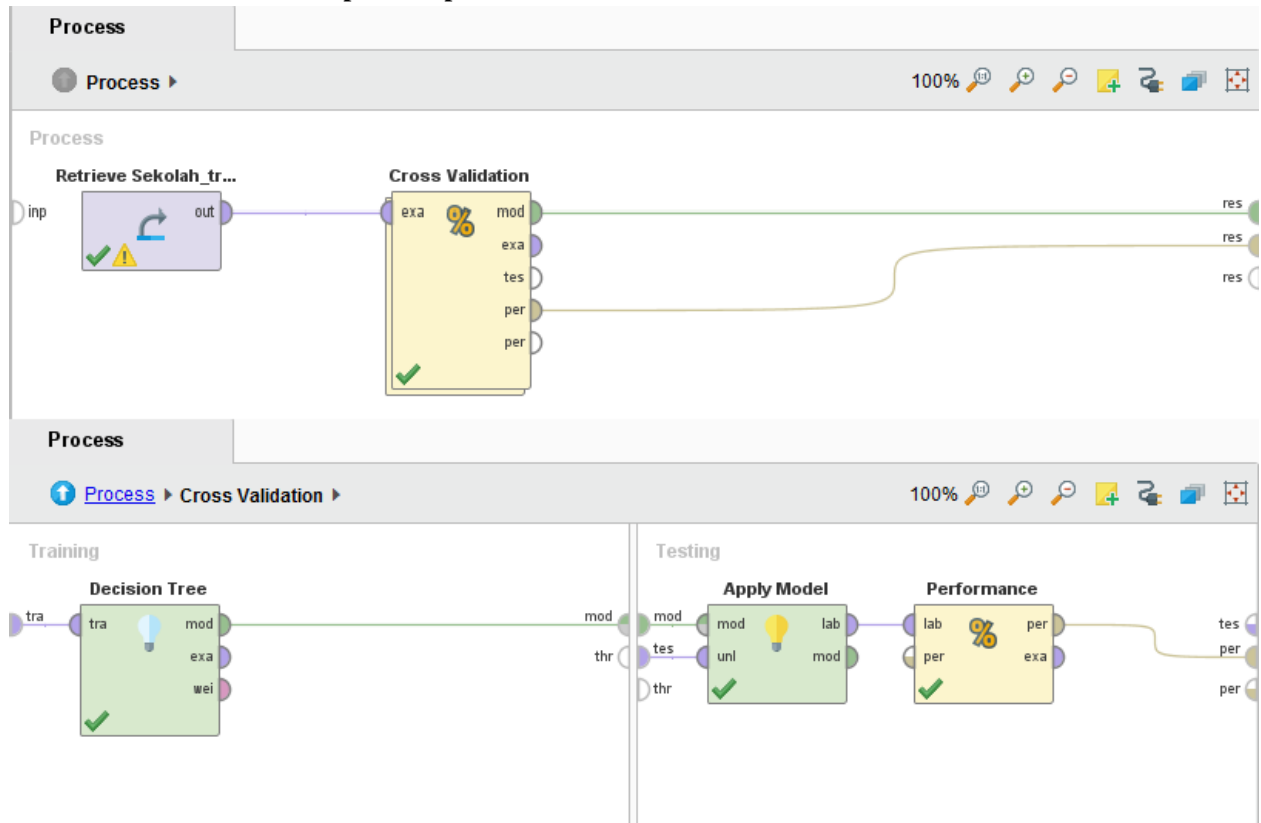 Process
Process
100%
Process
Retrieve Sekolah_tr...
Cross Validation
inp
out
exa
mod
exa
tes
per
per
res
res
res
Process
Process Cross Validation
100%
Training
Testing
Decision Tree
Apply Model
Performance
tra
tra
mod
exa
wei
mod
thr
mod
tes
thr
mod
unl
lab
mod
lab
per
per
exa
tes
per
per